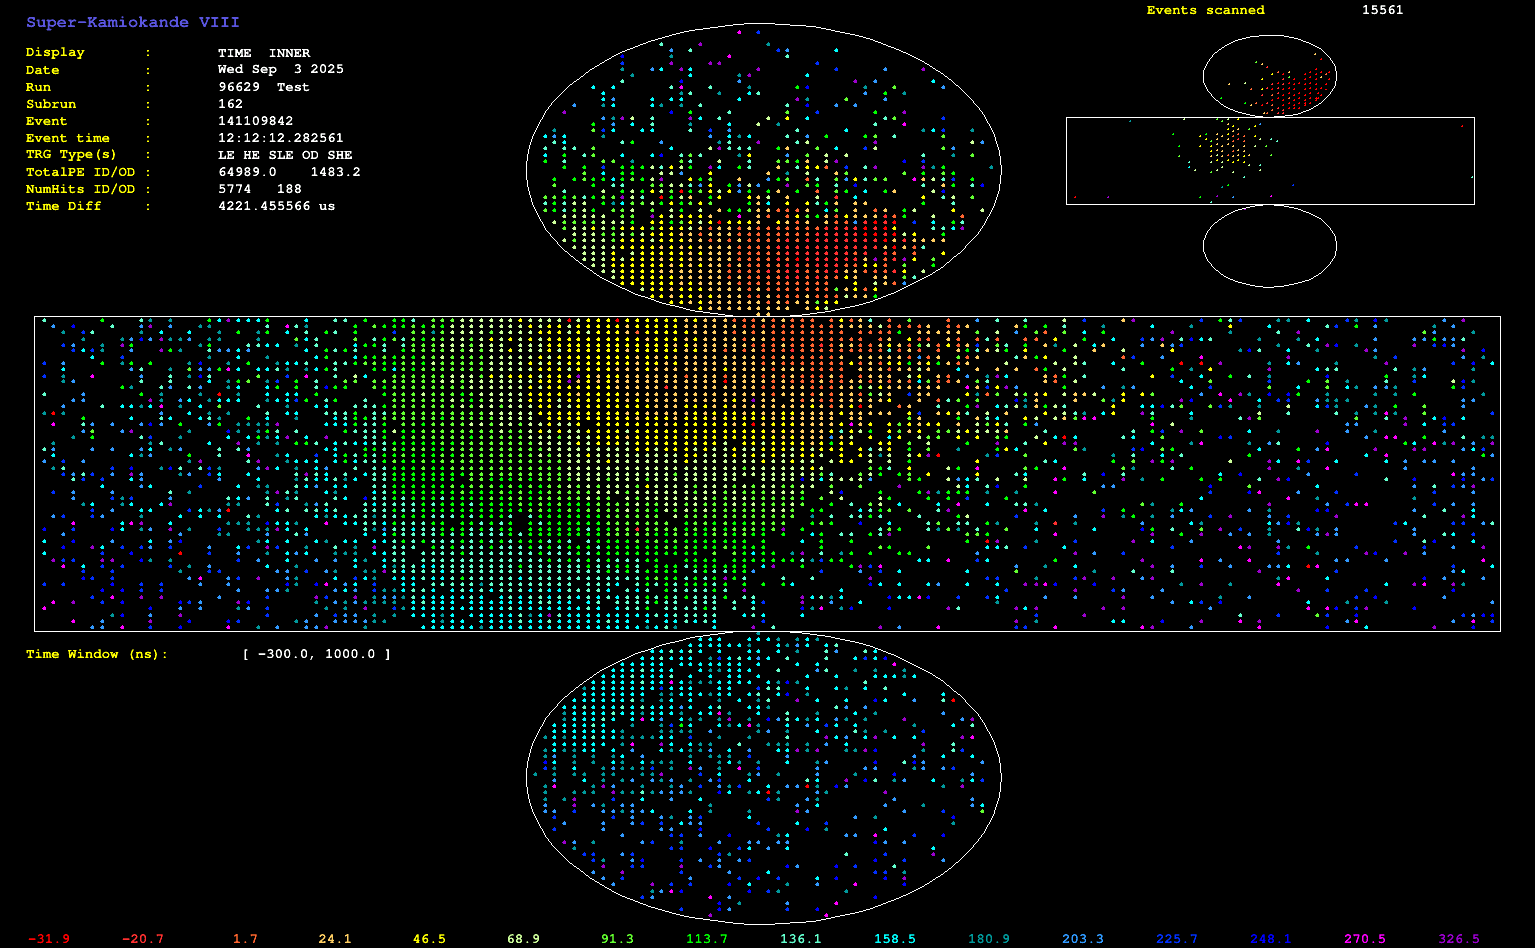 Super-Kamiokande VIII
Events scanned 15561
Display : TIME INNER
Date : Wed Sep 3 2025
Run : 96629 Test
Subrun : 162
Event : 141109842
Event time : 12:12:12.282561
TRG Type(s) : LE HE SLE OD SHE
TotalPE ID/OD : 64989.0 1483.2
NumHits ID/OD : 5774 188
Time Diff : 4221.455566 us
Time Window (ns): [ -300.0, 1000.0 ]
-31.9 -20.7 1.7 24.1 46.5 68.9 91.3 113.7 136.1 158.5 180.9 203.3 225.7 248.1 270.5 326.5